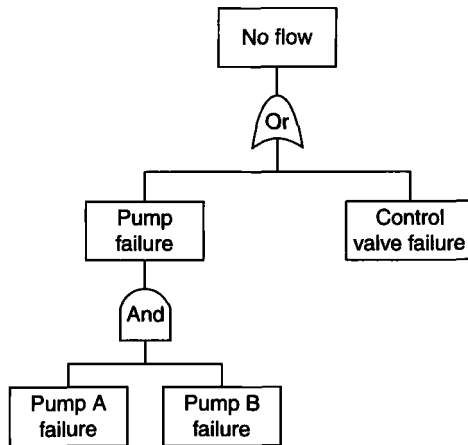 No flow
Or
Pump
failure
Control
valve failure
And
Pump A
failure
Pump B
failure